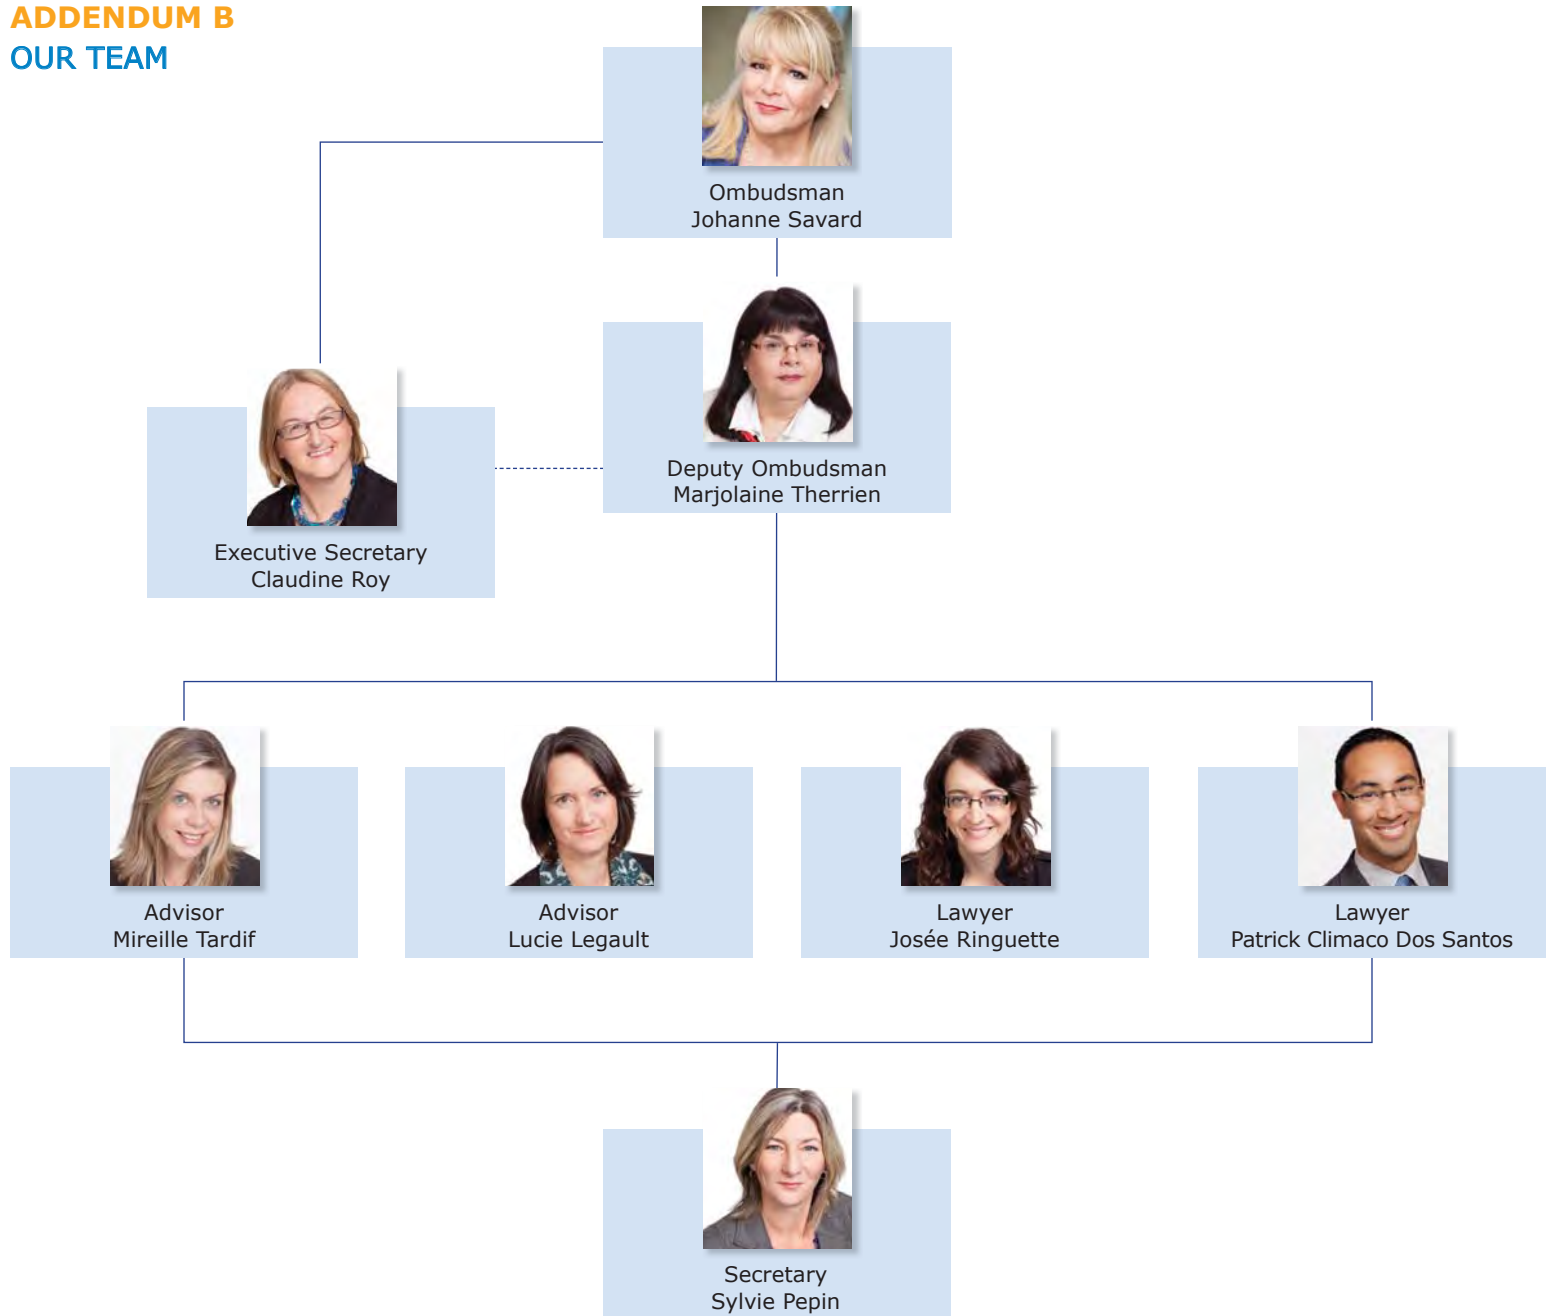 ADDENDUM B
OUR TEAM
Ombudsman
Johanne Savard
Deputy Ombudsman
Marjolaine Therrien
Executive Secretary
Claudine Roy
Advisor
Mireille Tardif
Advisor
Lucie Legault
Lawyer
Josée Ringuette
Lawyer
Patrick Climaco Dos Santos
Secretary
Sylvie Pepin